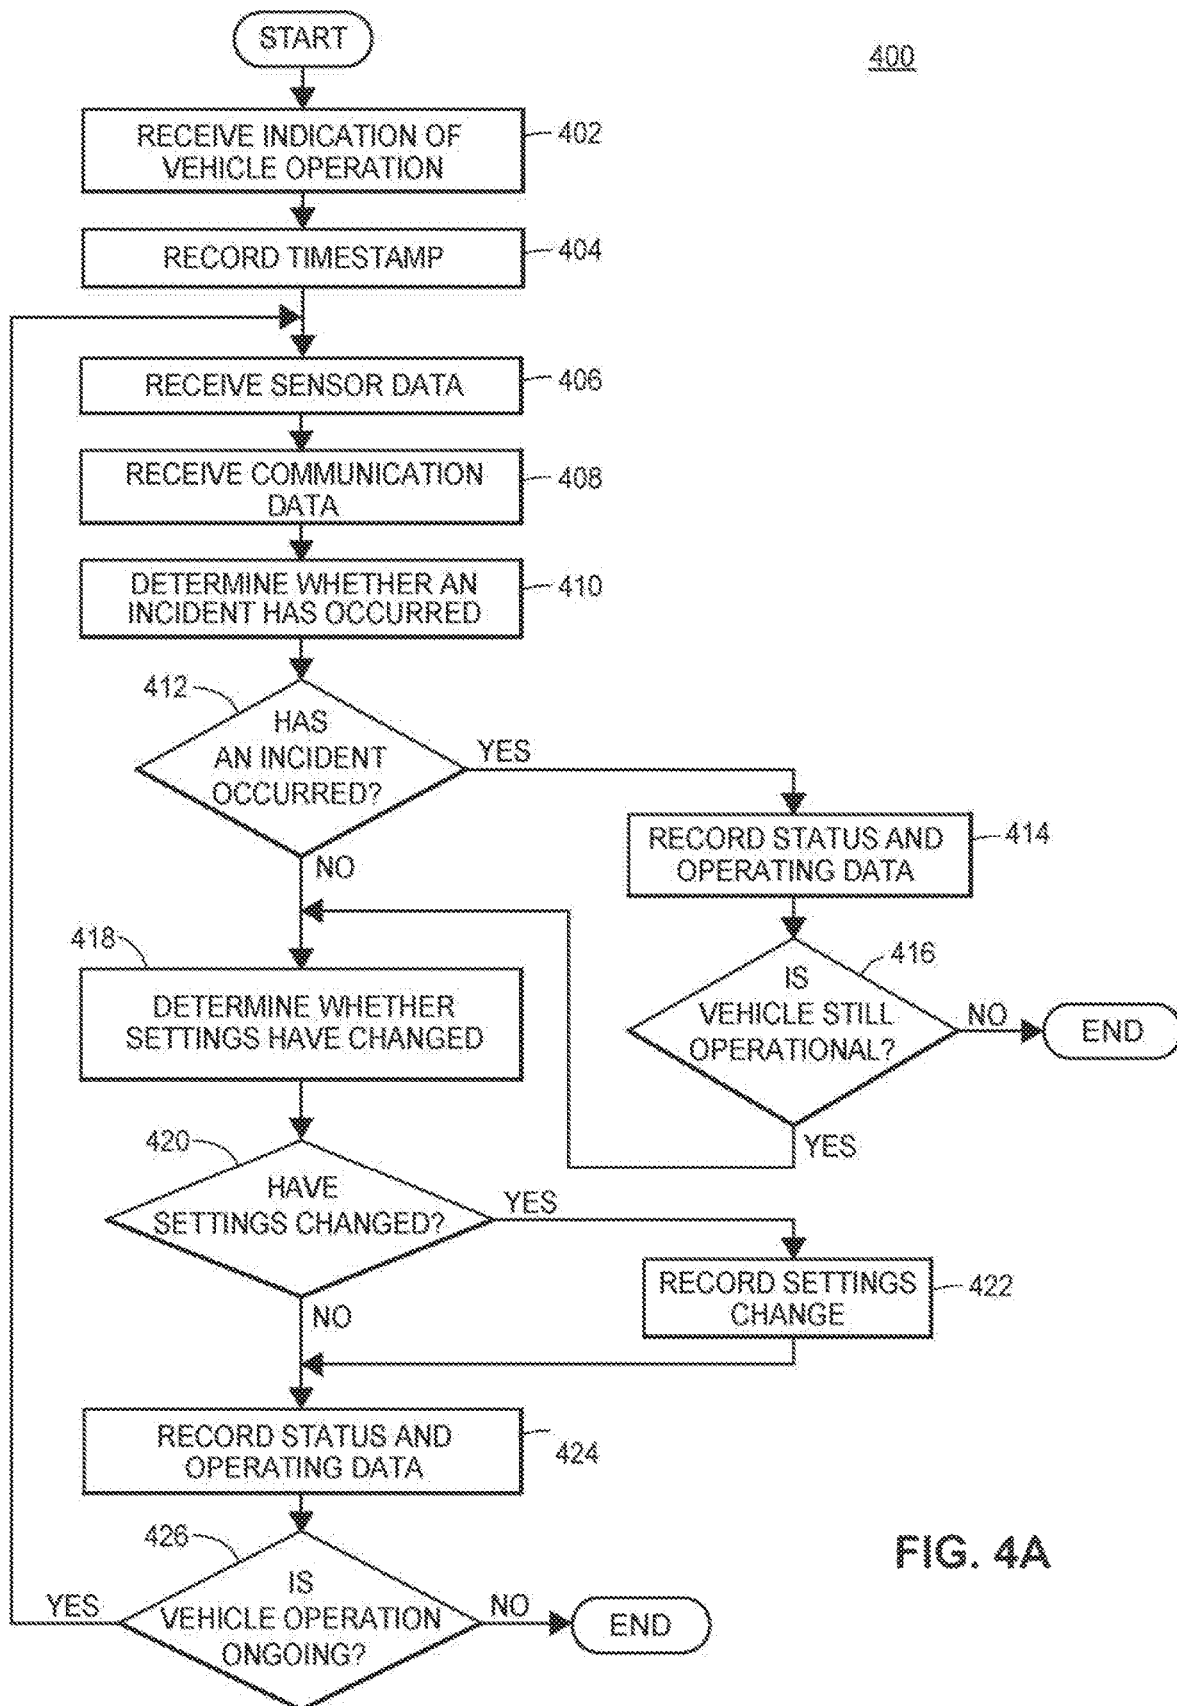 START
400
RECEIVE INDICATION OF
VEHICLE OPERATION
402
RECORD TIMESTAMP
404
RECEIVE SENSOR DATA
406
RECEIVE COMMUNICATION
DATA
408
DETERMINE WHETHER AN
INCIDENT HAS OCCURRED
410
412
HAS
AN INCIDENT
OCCURRED?
YES
NO
RECORD STATUS AND
OPERATING DATA
414
416
IS
VEHICLE STILL
OPERATIONAL?
NO
END
YES
418
DETERMINE WHETHER
SETTINGS HAVE CHANGED
420
HAVE
SETTINGS CHANGED?
YES
NO
RECORD SETTINGS
CHANGE
422
RECORD STATUS AND
OPERATING DATA
424
426
IS
VEHICLE OPERATION
ONGOING?
YES
NO
END
FIG. 4A